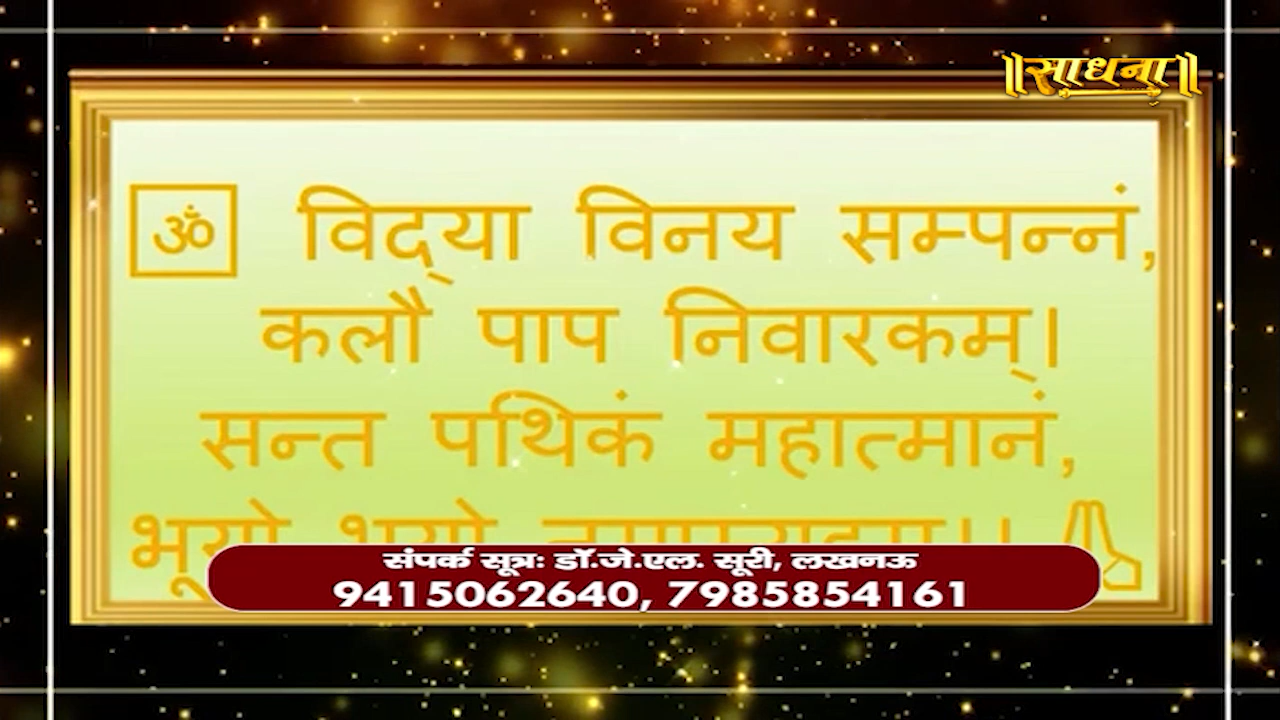 ॥साधना॥
ॐ विद्‌या विनय सम्पन्नं,
कलौ पाप निवारकम्।
सन्त पथिकं महात्मानं,
संपर्क सूत्रः डॉ.जे.एल. सूरी, लखनऊ
9415062640, 7985854161